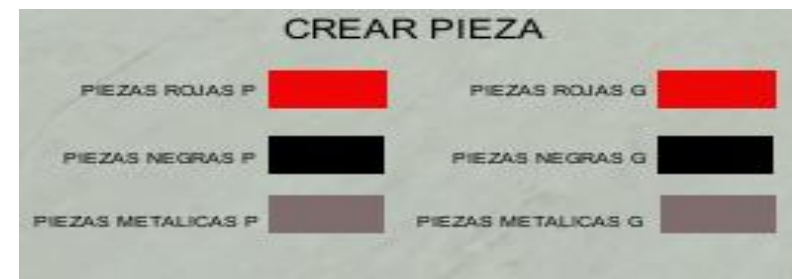 CREAR PIEZA
PIEZAS ROJAS P PIEZAS ROJAS G
PIEZAS NEGRAS P PIEZAS NEGRAS G
PIEZAS METALICAS P PIEZAS METALICAS G